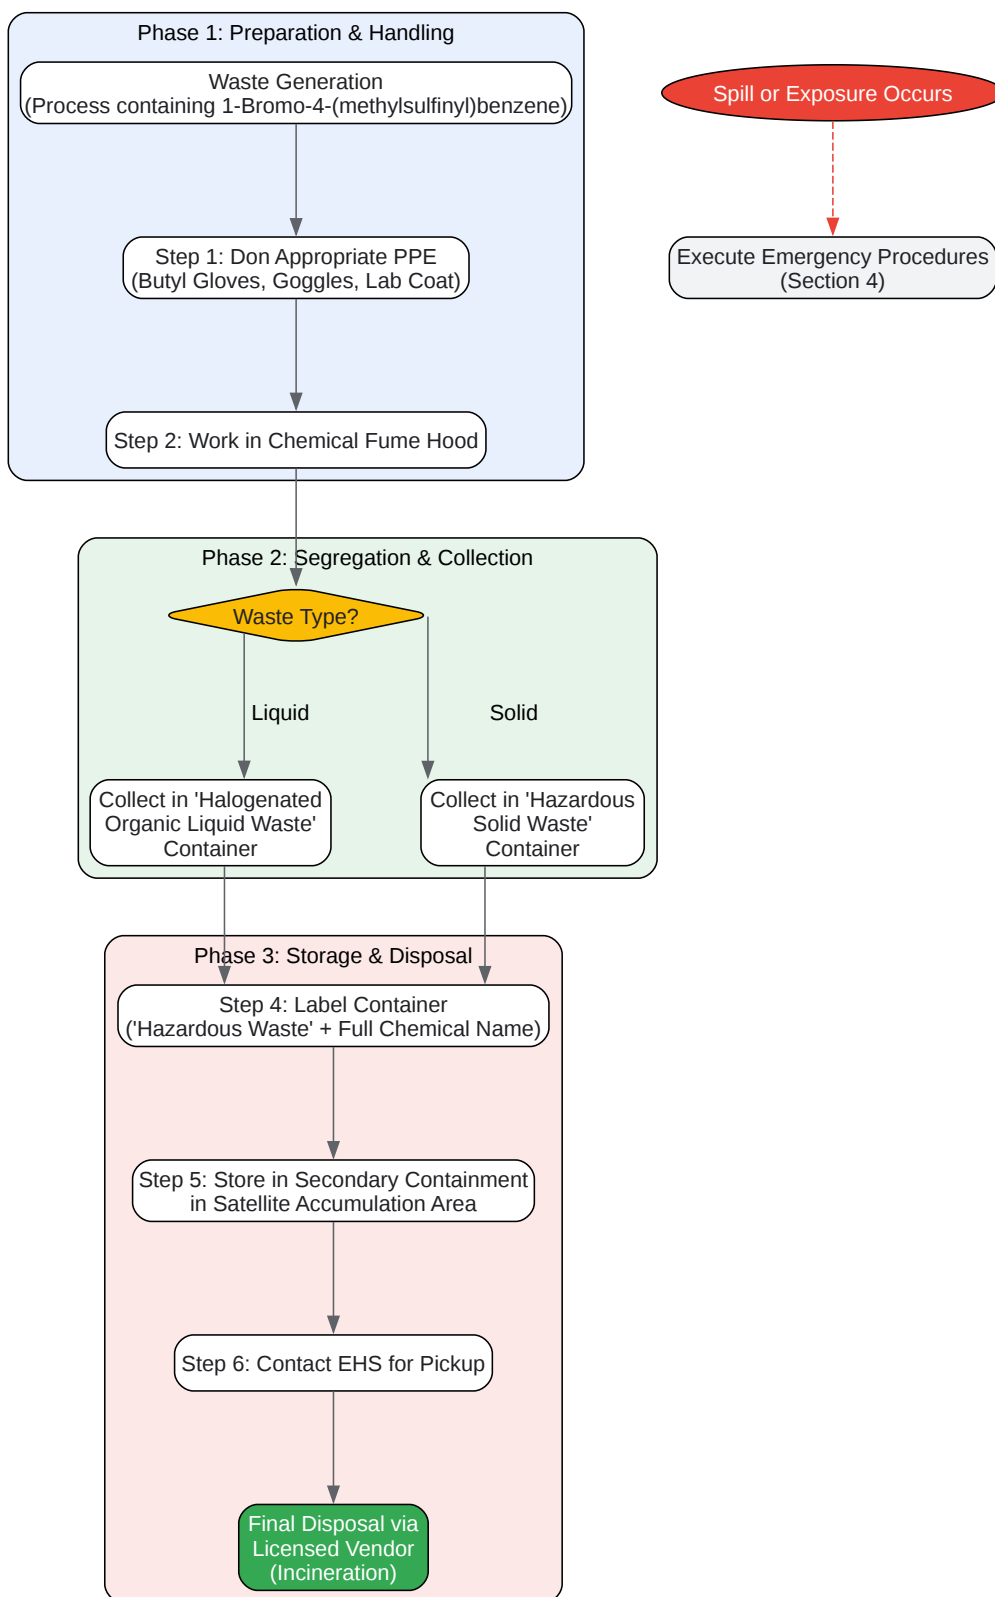 Phase 1: Preparation & Handling
Waste Generation
(Process containing 1-Bromo-4-(methylsulfinyl)benzene)
Spill or Exposure Occurs
Step 1: Don Appropriate PPE
(Butyl Gloves, Goggles, Lab Coat)
Execute Emergency Procedures
(Section 4)
Step 2: Work in Chemical Fume Hood
Phase 2: Segregation & Collection
Waste Type?
Liquid
Solid
Collect in 'Halogenated
Organic Liquid Waste'
Container
Collect in 'Hazardous
Solid Waste'
Container
Phase 3: Storage & Disposal
Step 4: Label Container
('Hazardous Waste' + Full Chemical Name)
Step 5: Store in Secondary Containment
in Satellite Accumulation Area
Step 6: Contact EHS for Pickup
Final Disposal via
Licensed Vendor
(Incineration)